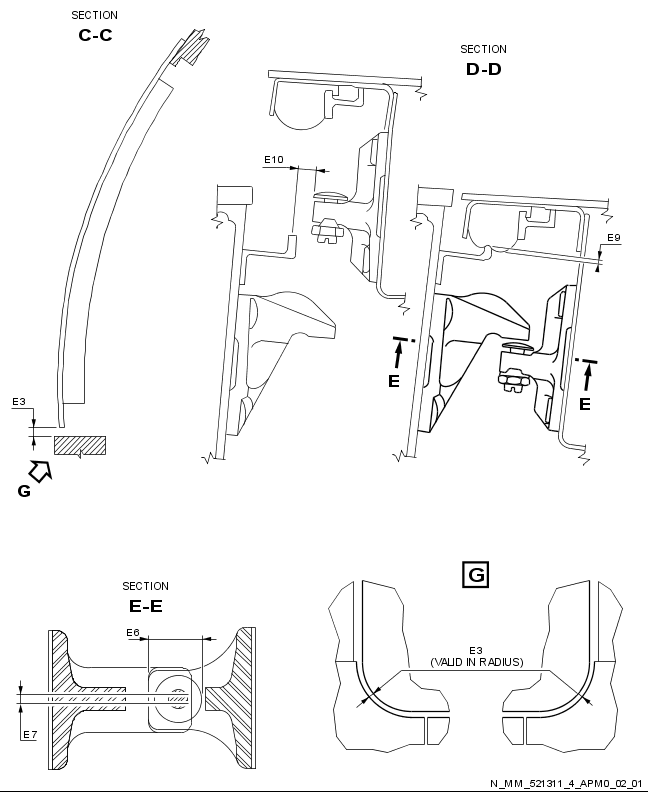 SECTION
C-C
SECTION
D-D
E10
E9
E
E
E3
G
SECTION
E-E
E6
E7
G
E3
(VALID IN RADIUS)
N_MM_521311_4_APM0_02_01